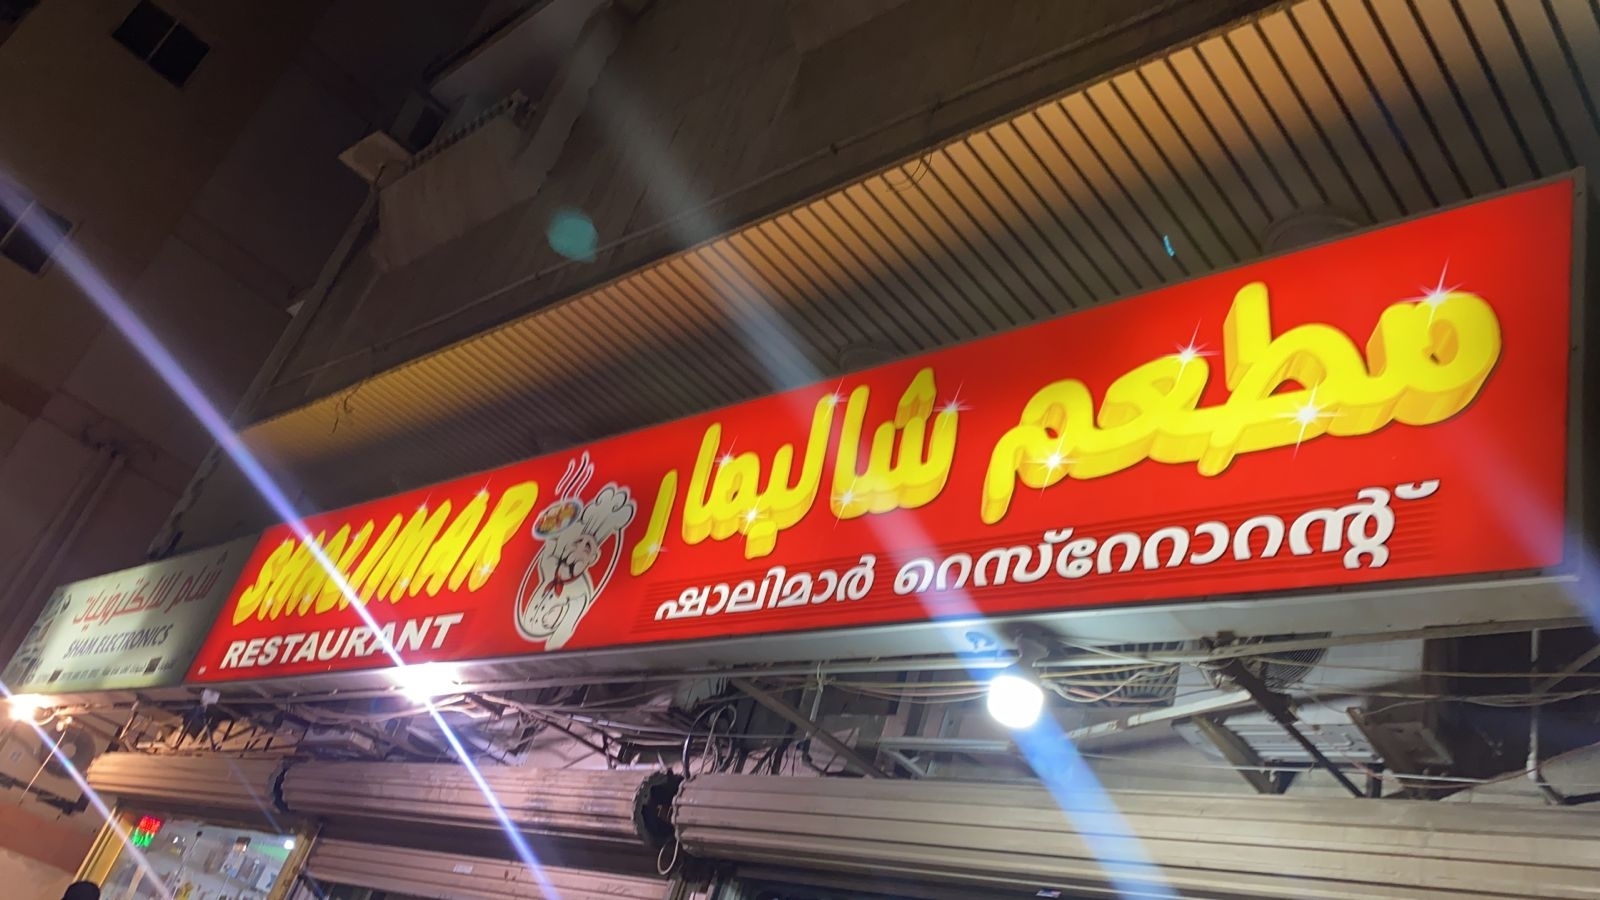 مطعم شاليمار
SHALIMAR
RESTAURANT
ഷാലിമാർ റെസ്റേറാറന്റ്
شام للالكترونيات
SHAM ELECTRONICS